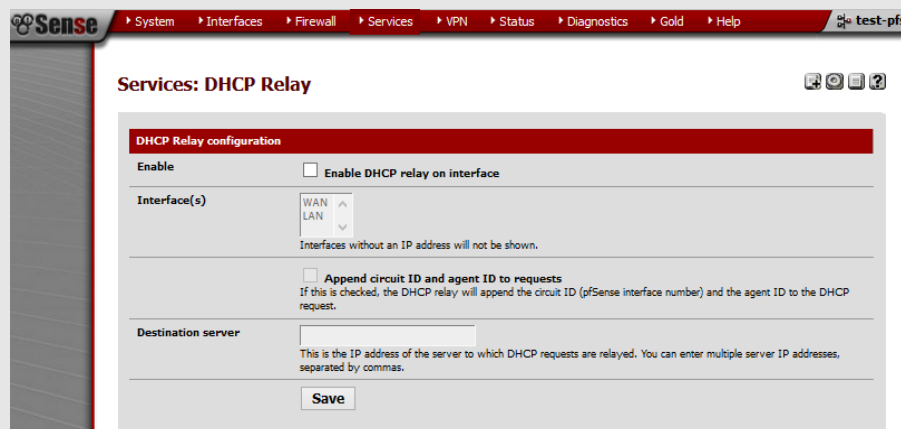 Sense
System Interfaces Firewall Services VPN Status Diagnostics Gold Help test-pfs
Services: DHCP Relay
DHCP Relay configuration
Enable
Enable DHCP relay on interface
Interface(s)
WAN
LAN
Interfaces without an IP address will not be shown.
Append circuit ID and agent ID to requests
If this is checked, the DHCP relay will append the circuit ID (pfSense interface number) and the agent ID to the DHCP
request.
Destination server
This is the IP address of the server to which DHCP requests are relayed. You can enter multiple server IP addresses,
separated by commas.
Save